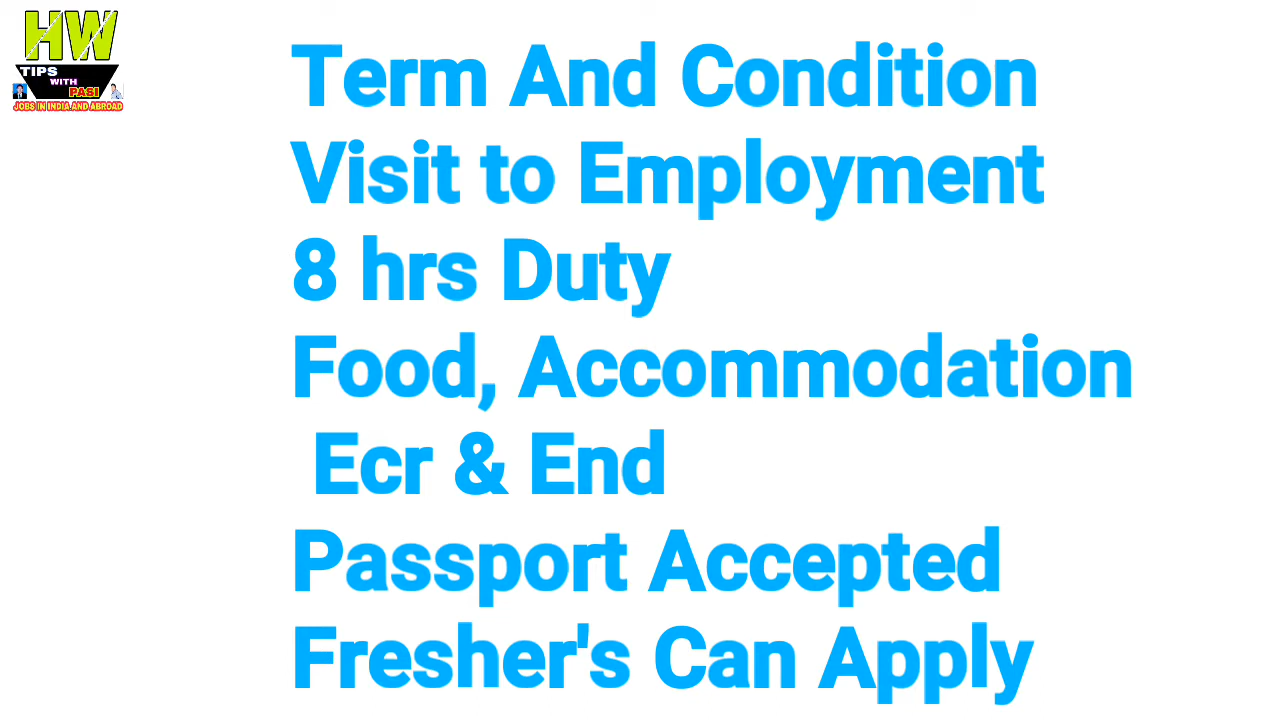 HW
TIPS
WITH
PASI
JOBS IN INDIA AND ABROAD
Term And Condition
Visit to Employment
8 hrs Duty
Food, Accommodation
Ecr & End
Passport Accepted
Fresher's Can Apply